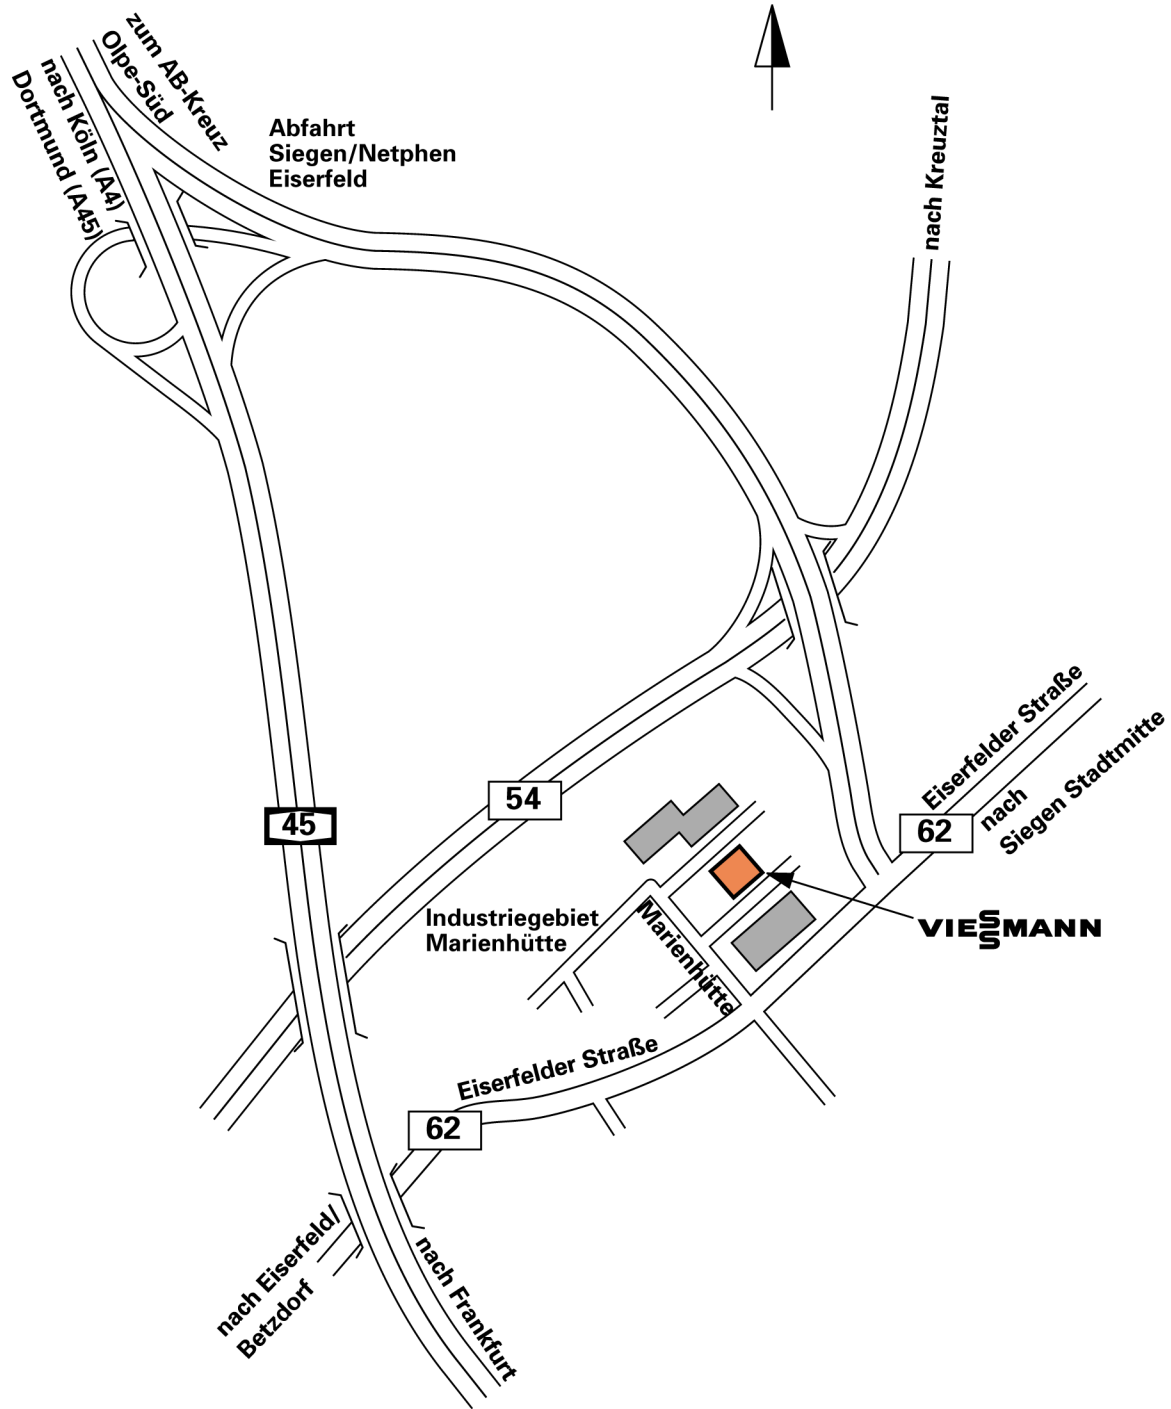 zum AB-Kreuz
Olpe-Süd
nach Köln (A4)
Dortmund (A45)
Abfahrt
Siegen/Netphen
Eiserfeld
nach Kreuztal
Eiserfelder Straße
nach
Siegen Stadtmitte
54
45
62
VIESSMANN
Industriegebiet
Marienhütte
Marienhütte
Eiserfelder Straße
62
nach Eiserfeld/
Betzdorf
nach Frankfurt